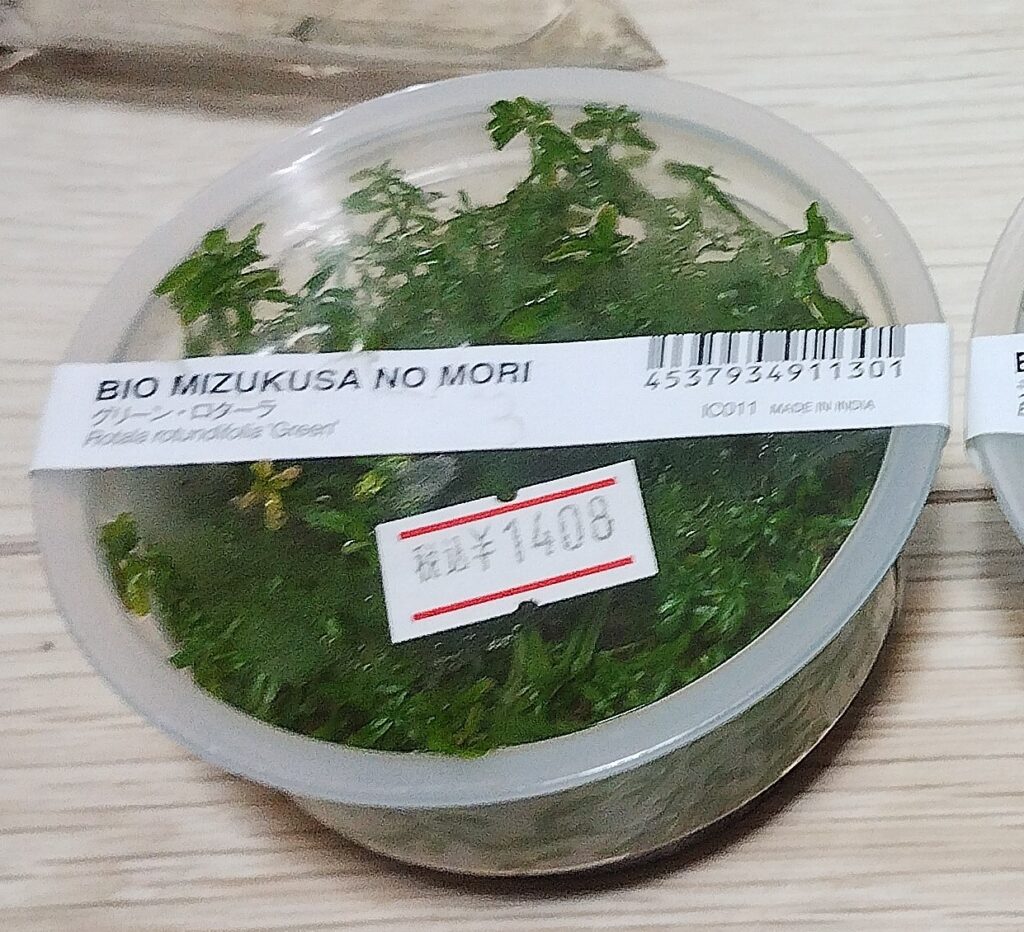 BIO MIZUKUSA NO MORI
グリーン・ロターラ
Rotala rotundifolia 'Green'
4537934911301
IC011 MADE IN INDIA
税込¥1408